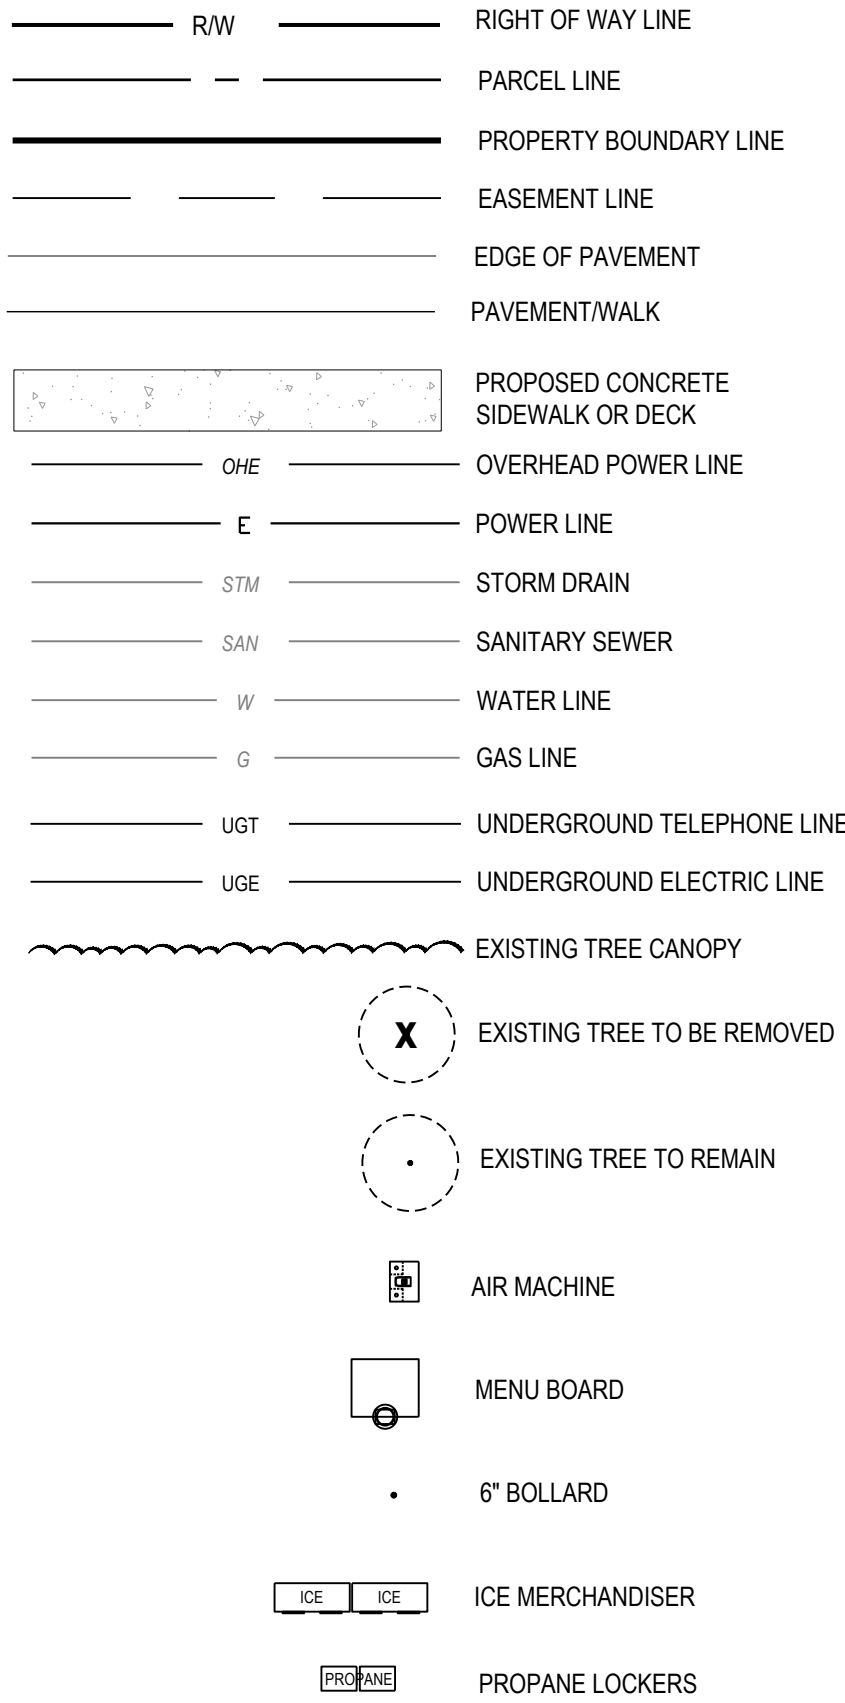 R/W RIGHT OF WAY LINE
PARCEL LINE
PROPERTY BOUNDARY LINE
EASEMENT LINE
EDGE OF PAVEMENT
PAVEMENT/WALK
PROPOSED CONCRETE
SIDEWALK OR DECK
OHE OVERHEAD POWER LINE
E POWER LINE
STM STORM DRAIN
SAN SANITARY SEWER
W WATER LINE
G GAS LINE
UGT UNDERGROUND TELEPHONE LINE
UGE UNDERGROUND ELECTRIC LINE
EXISTING TREE CANOPY
X EXISTING TREE TO BE REMOVED
EXISTING TREE TO REMAIN
AIR MACHINE
MENU BOARD
6" BOLLARD
ICE ICE ICE MERCHANDISER
PROPANE PROPANE LOCKERS